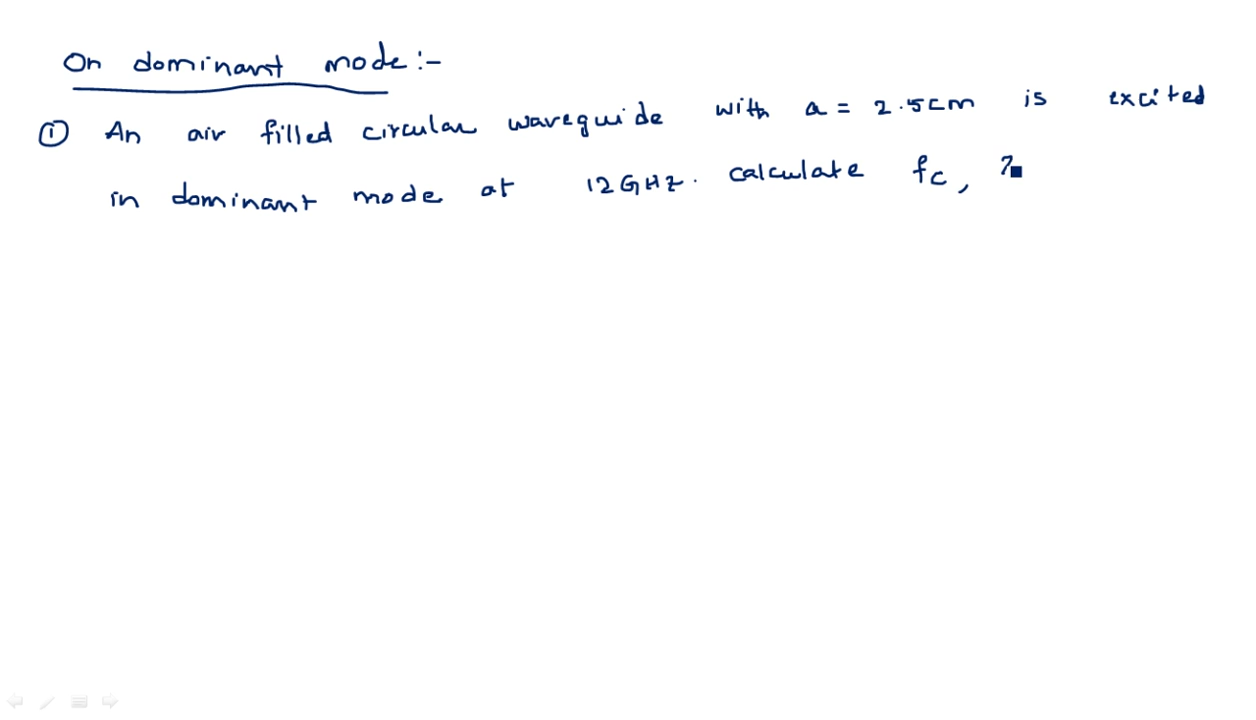 On dominant mode:-
① An air filled circular waveguide with a = 2.5cm is excited
in dominant mode at 12GHZ. calculate fc,